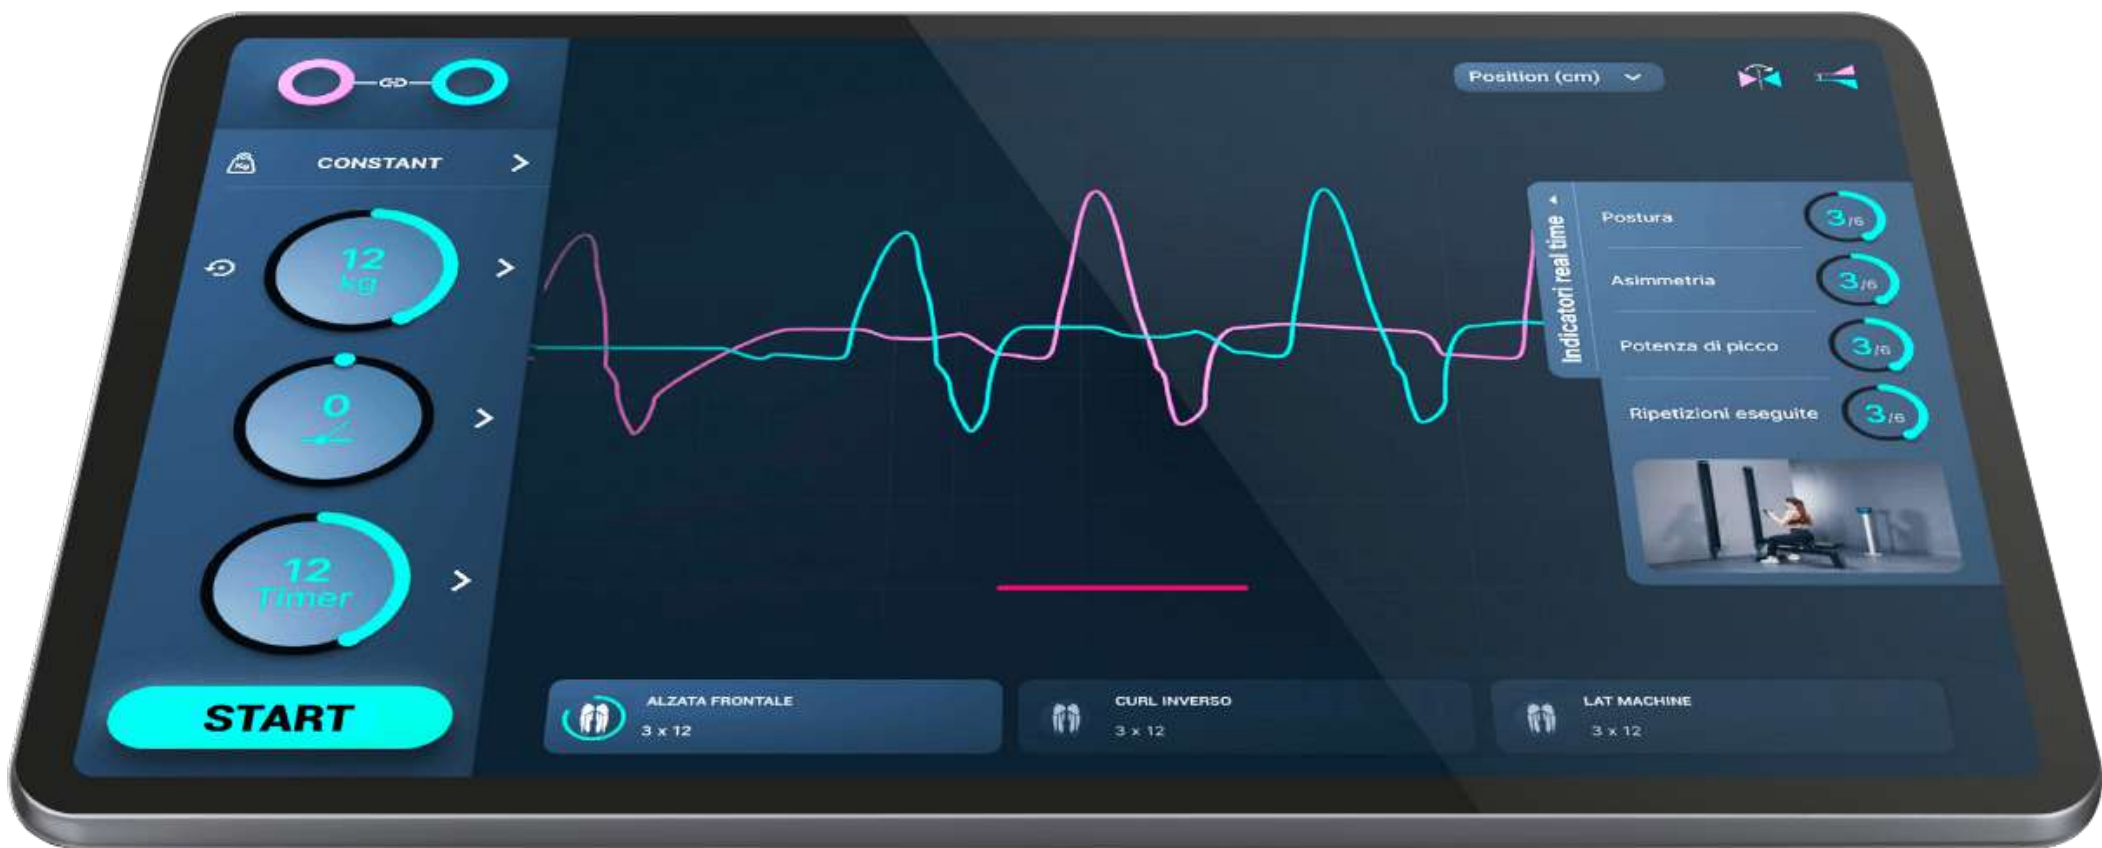 Position (cm)
CONSTANT
Kg
12
kg
0
12
Timer
START
Indicatori real time
Postura
3/6
Asimmetria
3/6
Potenza di picco
3/6
Ripetizioni eseguite
3/6
ALZATA FRONTALE
3 x 12
CURL INVERSO
3 x 12
LAT MACHINE
3 x 12